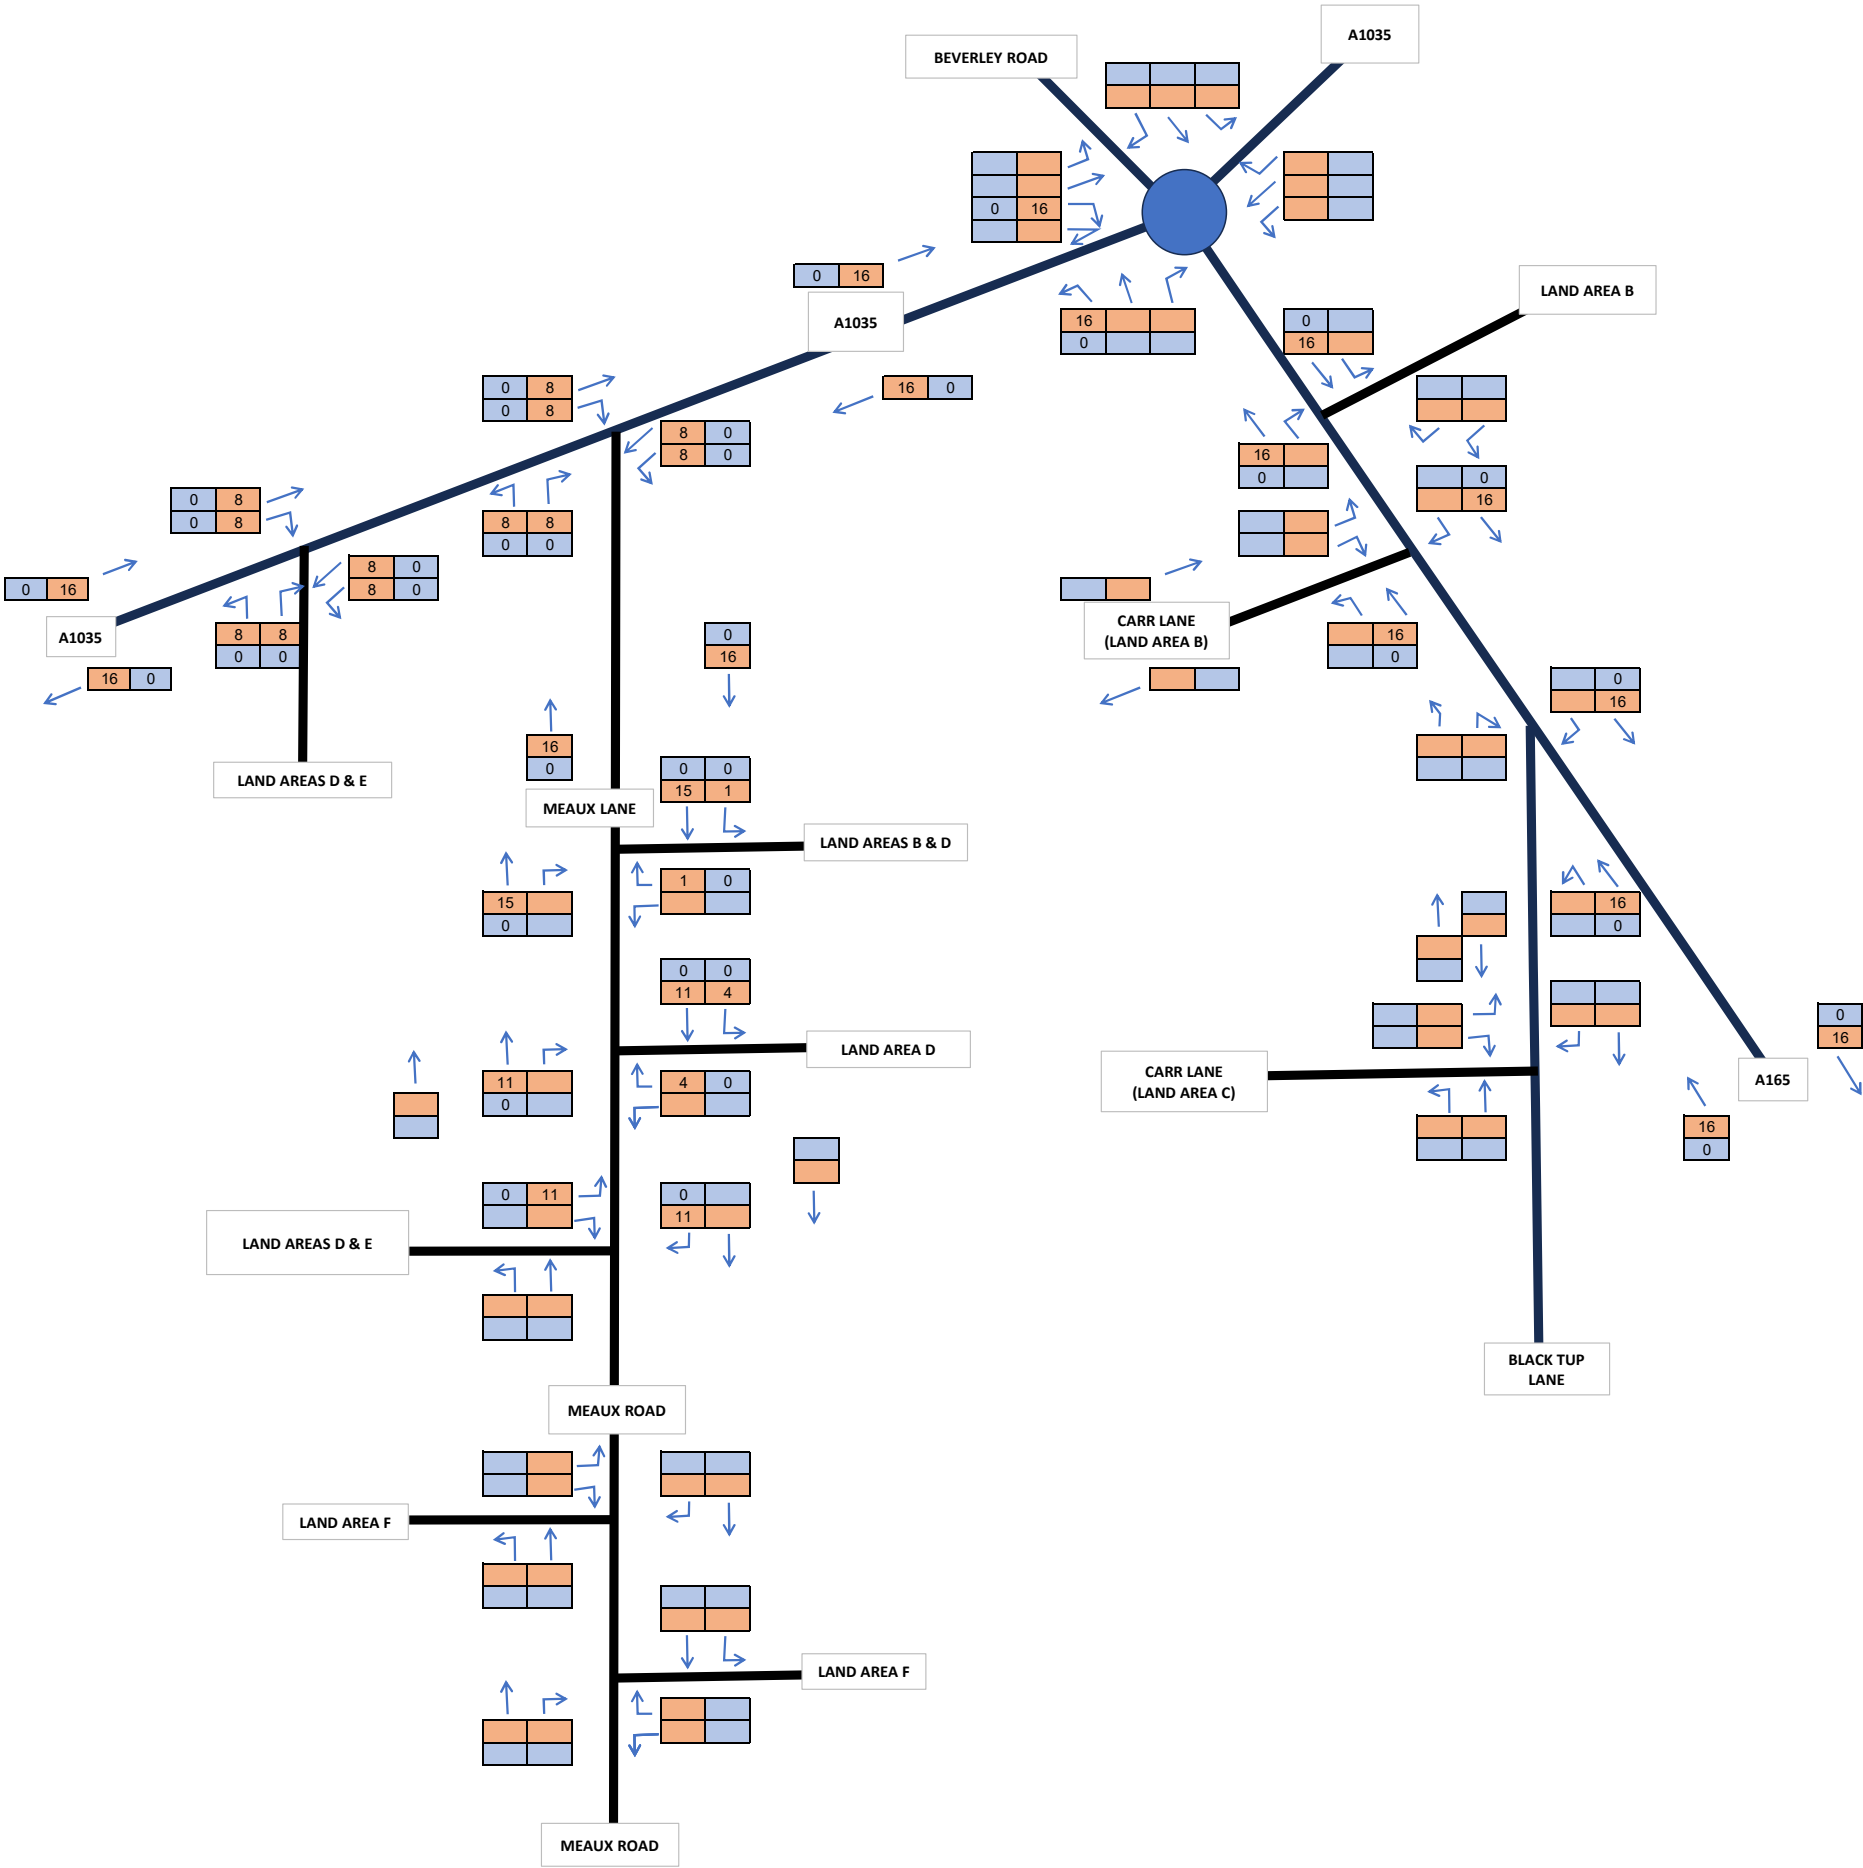 A1035
BEVERLEY ROAD
0 16
0 16
A1035
LAND AREA B
16
0
0
16
0 8
0 8
16 0
8 0
8 0
16
0
0
16
0 8
0 8
8 8
0 0
0 16
8 0
8 0
A1035
8 8
0 0
16 0
0
16
CARR LANE
(LAND AREA B)
16
0
0
16
16
0
LAND AREAS D & E
MEAUX LANE
0 0
15 1
LAND AREAS B & D
15
0
1 0
16
0
0 0
11 4
LAND AREA D
11
0
4 0
CARR LANE
(LAND AREA C)
0
16
A165
16
0
0 11
0
11
LAND AREAS D & E
BLACK TUP
LANE
MEAUX ROAD
LAND AREA F
LAND AREA F
MEAUX ROAD